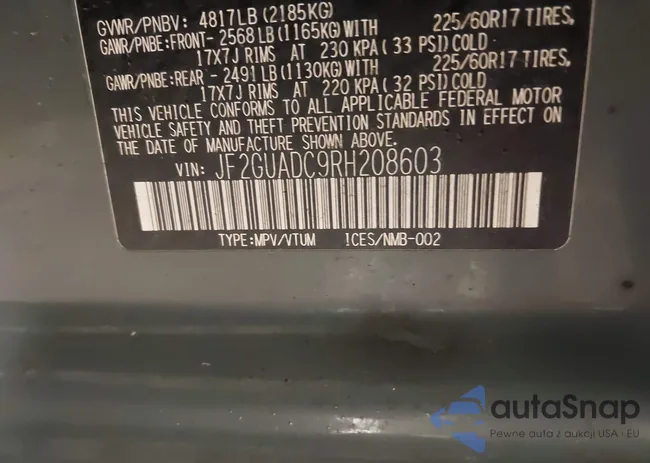 GVWR/PNBV: 4817LB (2185KG)
GAWR/PNBE:FRONT- 2568 LB (1165KG)WITH 225/60R17 TIRES,
17X7J RIMS AT 230 KPA (33 PSI) COLD
GAWR/PNBE:REAR - 2491 LB (1130KG)WITH 225/60R17 TIRES,
17X7J RIMS AT 220 KPA (32 PSI) COLD
THIS VEHICLE CONFORMS TO ALL APPLICABLE FEDERAL MOTOR
VEHICLE SAFETY AND THEFT PREVENTION STANDARDS IN EFFECT ON
THE DATE OF MANUFACTURE SHOWN ABOVE.
VIN: JF2GUADC9RH208603
TYPE:MPV/VTUM ICES/NMB-002
autaSnap
Pewne auta z aukcji USA i EU